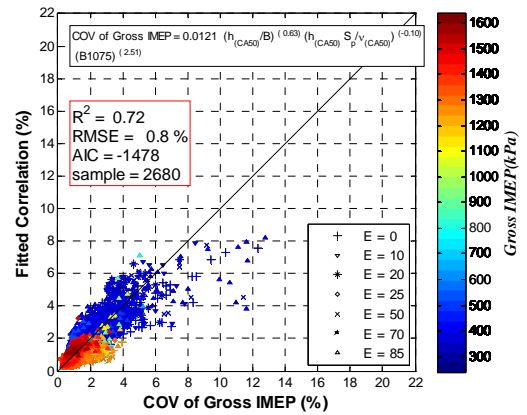 COV of Gross IMEP = 0.0121 (h(CA50)/B) (0.63) (h(CA50) Sp/ν(CA50)) (-0.10)
(B1075) (2.51)
R2 = 0.72
RMSE = 0.8 %
AIC = -1478
sample = 2680
E = 0
E = 10
E = 20
E = 25
E = 50
E = 70
E = 85
22
20
18
16
14
12
10
8
6
4
2
0
Fitted Correlation (%)
0 2 4 6 8 10 12 14 16 18 20 22
COV of Gross IMEP (%)
1600
1500
1400
1300
1200
1100
1000
900
800
700
600
500
400
300
Gross IMEP(kPa)